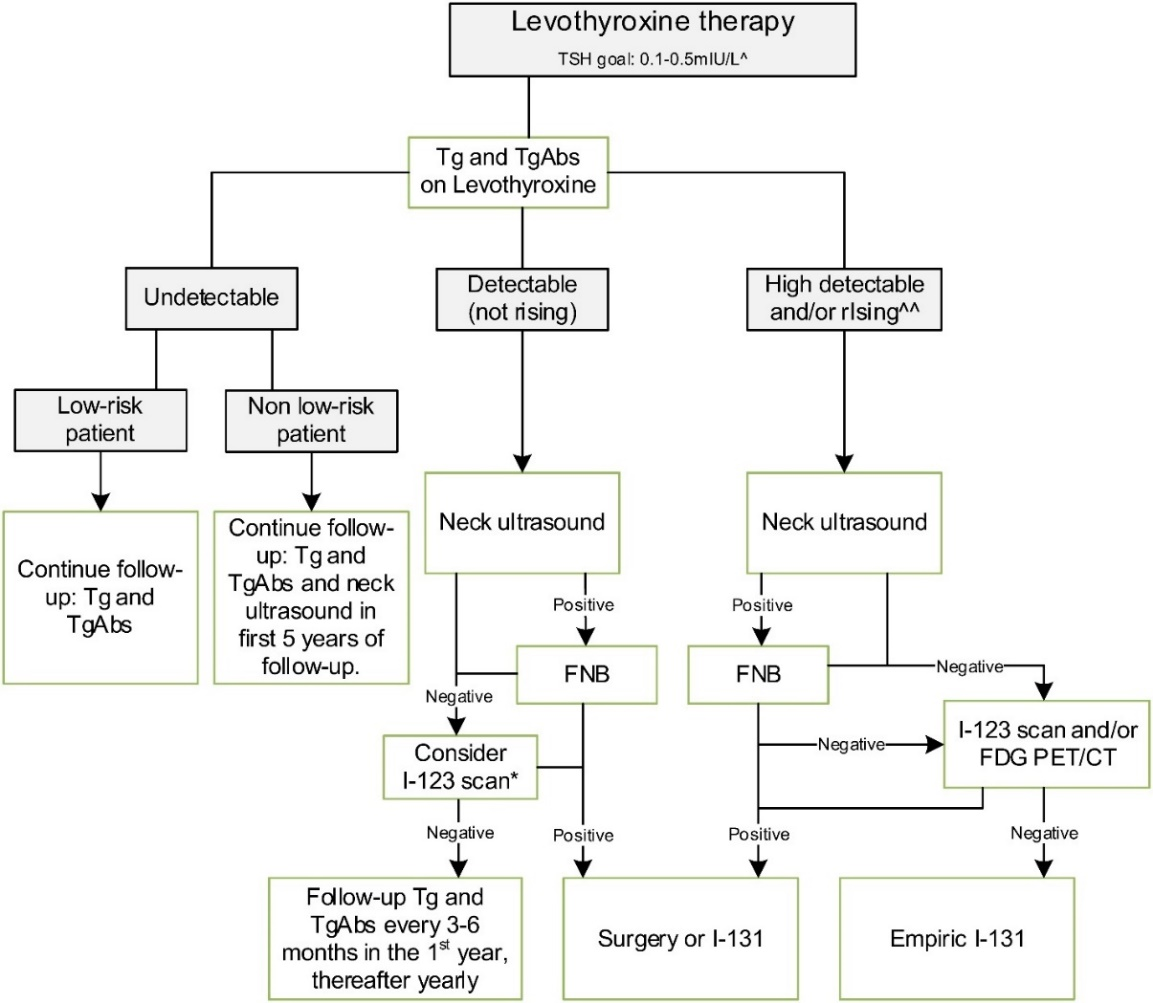 Levothyroxine therapy
TSH goal: 0.1-0.5mIU/L^
Tg and TgAbs
on Levothyroxine
Undetectable
Detectable
(not rising)
High detectable
and/or rIsing^^
Low-risk
patient
Non low-risk
patient
Continue follow-
up: Tg and
TgAbs
Continue follow-
up: Tg and
TgAbs and neck
ultrasound in
first 5 years of
follow-up.
Neck ultrasound
Neck ultrasound
Positive
Positive
FNB
FNB
Negative
Negative
Consider
I-123 scan*
Negative
I-123 scan and/or
FDG PET/CT
Negative
Positive
Positive
Negative
Follow-up Tg and
TgAbs every 3-6
months in the 1st year,
thereafter yearly
Surgery or I-131
Empiric I-131